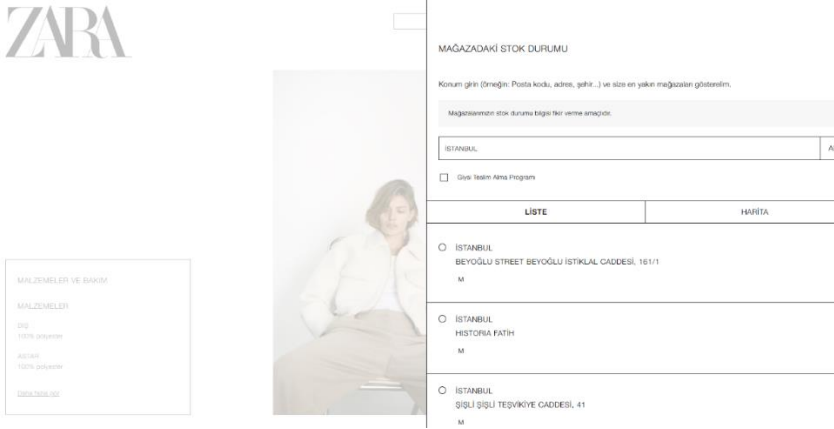 ZARA
MALZEMELER VE BAKIM
MALZEMELER
DIŞ
100% polyester
ASTAR
100% polyester
MAĞAZADAKİ STOK DURUMU
Konum girin (örneğin: Posta kodu, adres, şehir...) ve size en yakın mağazaları gösterelim.
Mağazalarımızın stok durumu bilgisi fikir verme amaçlıdır.
İSTANBUL
Giysi Teslim Alma Programı
LİSTE
HARİTA
İSTANBUL
BEYOĞLU STREET BEYOĞLU İSTİKLAL CADDESİ, 161/1
M
İSTANBUL
HISTORIA FATİH
M
İSTANBUL
ŞİŞLİ ŞİŞLİ TEŞVİKİYE CADDESİ, 41
M